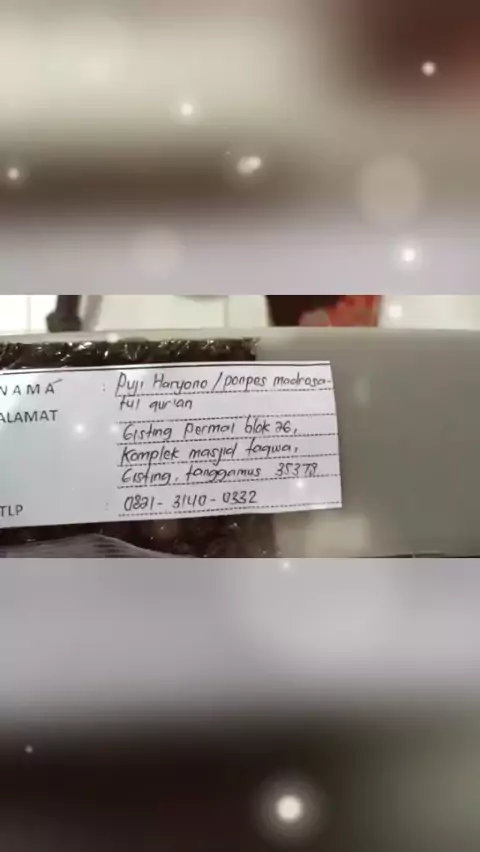 NAMA : Puji Haryono / ponpes madrosa-
tul qur'an
ALAMAT
Gisting Permai blok 26,
Komplek masjid taqwa,
Gisting, tanggamus 35378
TLP : 0821-3140-0332